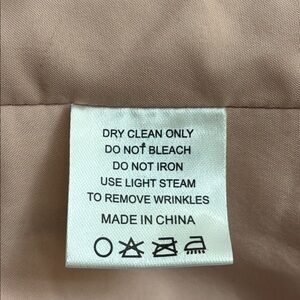 DRY CLEAN ONLY
DO NOT BLEACH
DO NOT IRON
USE LIGHT STEAM
TO REMOVE WRINKLES
MADE IN CHINA